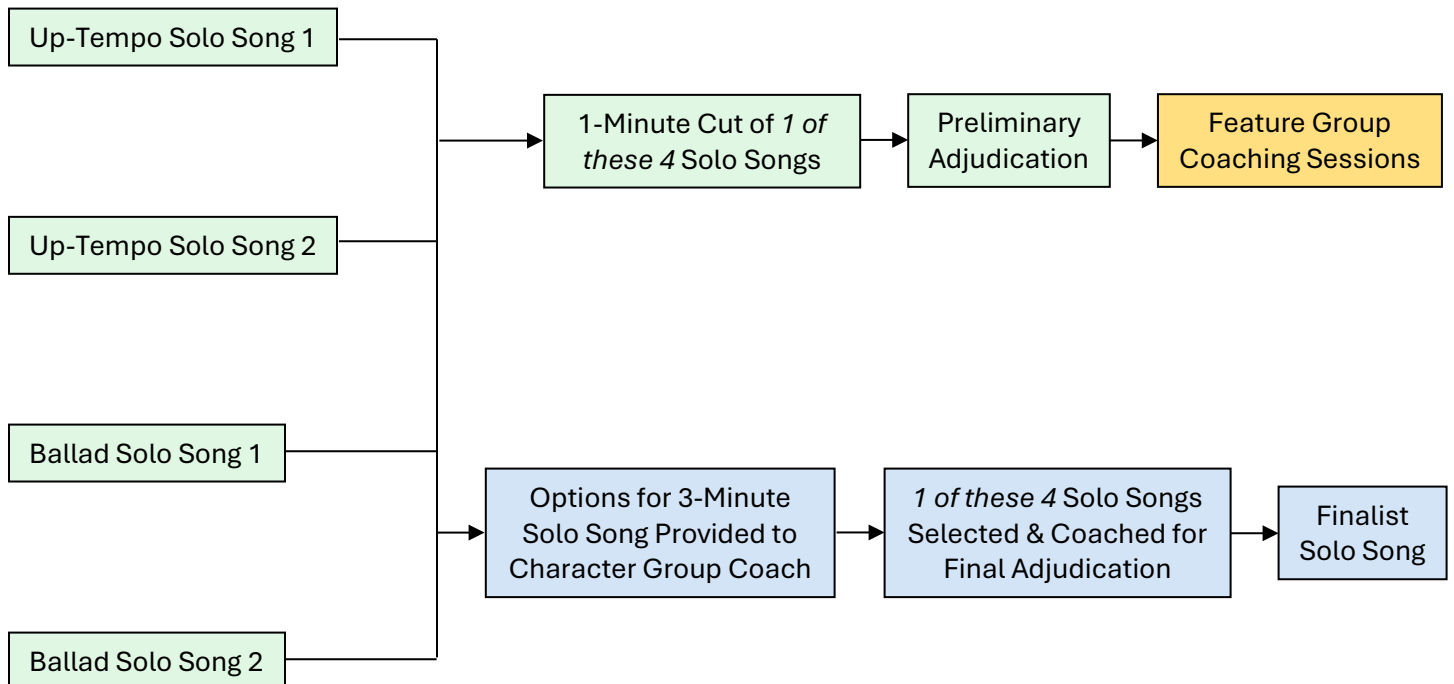 Up-Tempo Solo Song 1
1-Minute Cut of 1 of
these 4 Solo Songs
Preliminary
Adjudication
Feature Group
Coaching Sessions
Up-Tempo Solo Song 2
Ballad Solo Song 1
Options for 3-Minute
Solo Song Provided to
Character Group Coach
1 of these 4 Solo Songs
Selected & Coached for
Final Adjudication
Finalist
Solo Song
Ballad Solo Song 2